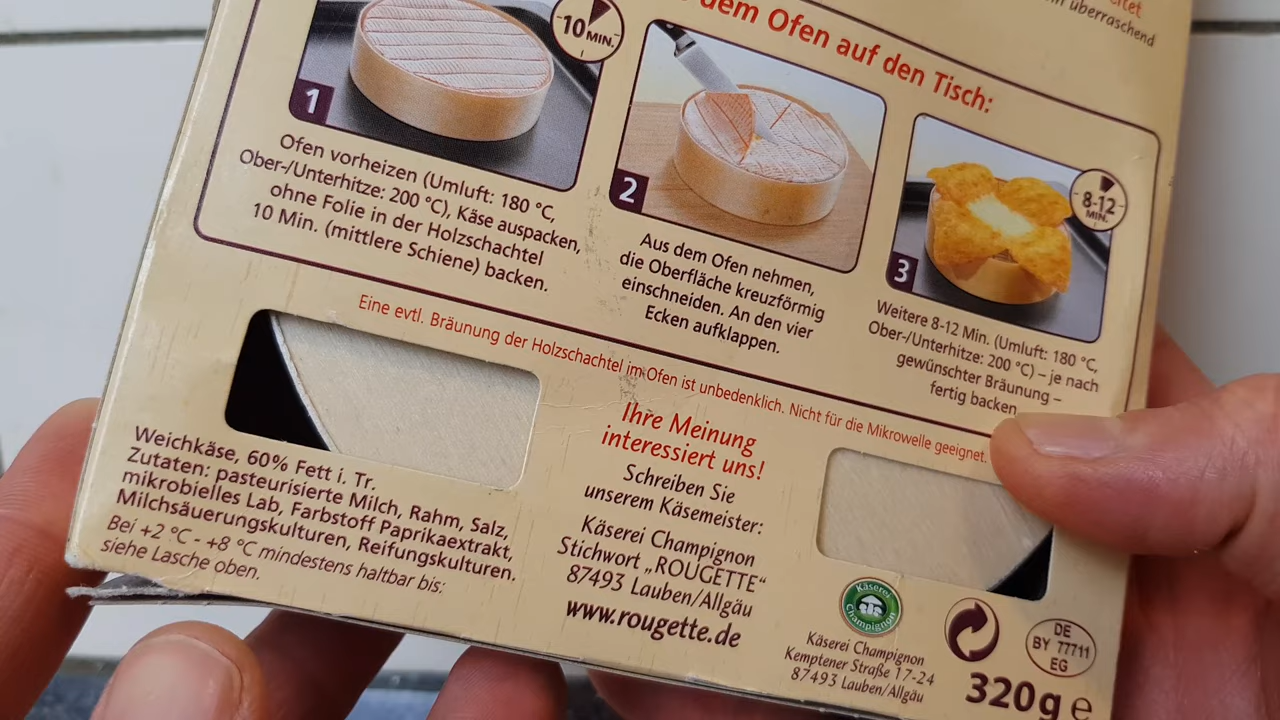 überraschend
dem Ofen auf den Tisch:
10 MIN.
1
Ofen vorheizen (Umluft: 180 °C,
Ober-/Unterhitze: 200 °C), Käse auspacken,
ohne Folie in der Holzschachtel
10 Min. (mittlere Schiene) backen.
2
Aus dem Ofen nehmen,
die Oberfläche kreuzförmig
einschneiden. An den vier
Ecken aufklappen.
8-12
MIN.
3
Weitere 8-12 Min. (Umluft: 180 °C,
Ober-/Unterhitze: 200 °C) – je nach
gewünschter Bräunung –
fertig backen
Eine evtl. Bräunung der Holzschachtel im Ofen ist unbedenklich. Nicht für die Mikrowelle geeignet.
Weichkäse, 60% Fett i. Tr.
Zutaten: pasteurisierte Milch, Rahm, Salz,
mikrobielles Lab, Farbstoff Paprikaextrakt,
Milchsäuerungskulturen, Reifungskulturen.
Bei +2 °C - +8 °C mindestens haltbar bis:
siehe Lasche oben.
Ihre Meinung
interessiert uns!
Schreiben Sie
unserem Käsemeister:
Käserei Champignon
Stichwort „ROUGETTE“
87493 Lauben/Allgäu
www.rougette.de
Käserei
Champignon
Käserei Champignon
Kemptener Straße 17-24
87493 Lauben/Allgäu
DE
BY 77711
EG
320g e